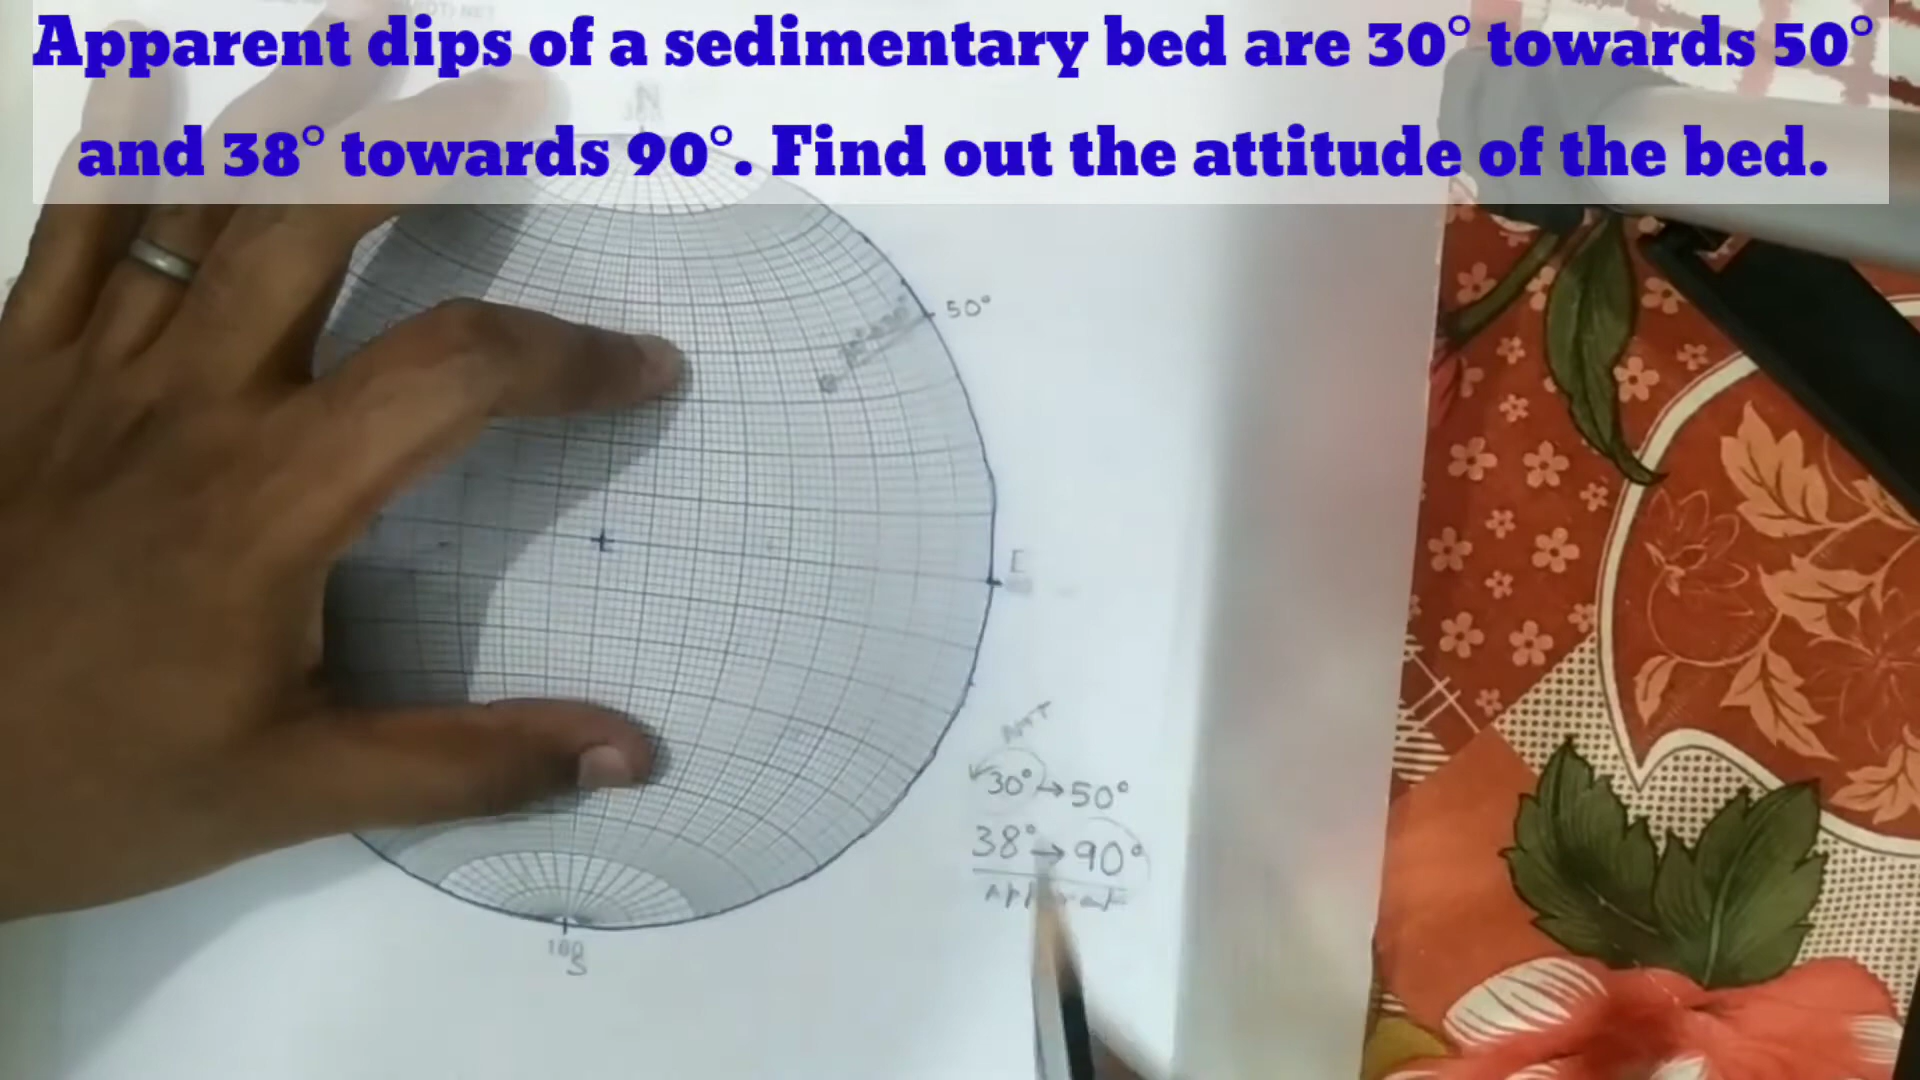 Apparent dips of a sedimentary bed are 30° towards 50°
and 38° towards 90°. Find out the attitude of the bed.
N
50°
E
30° → 50°
38° → 90°
180
S